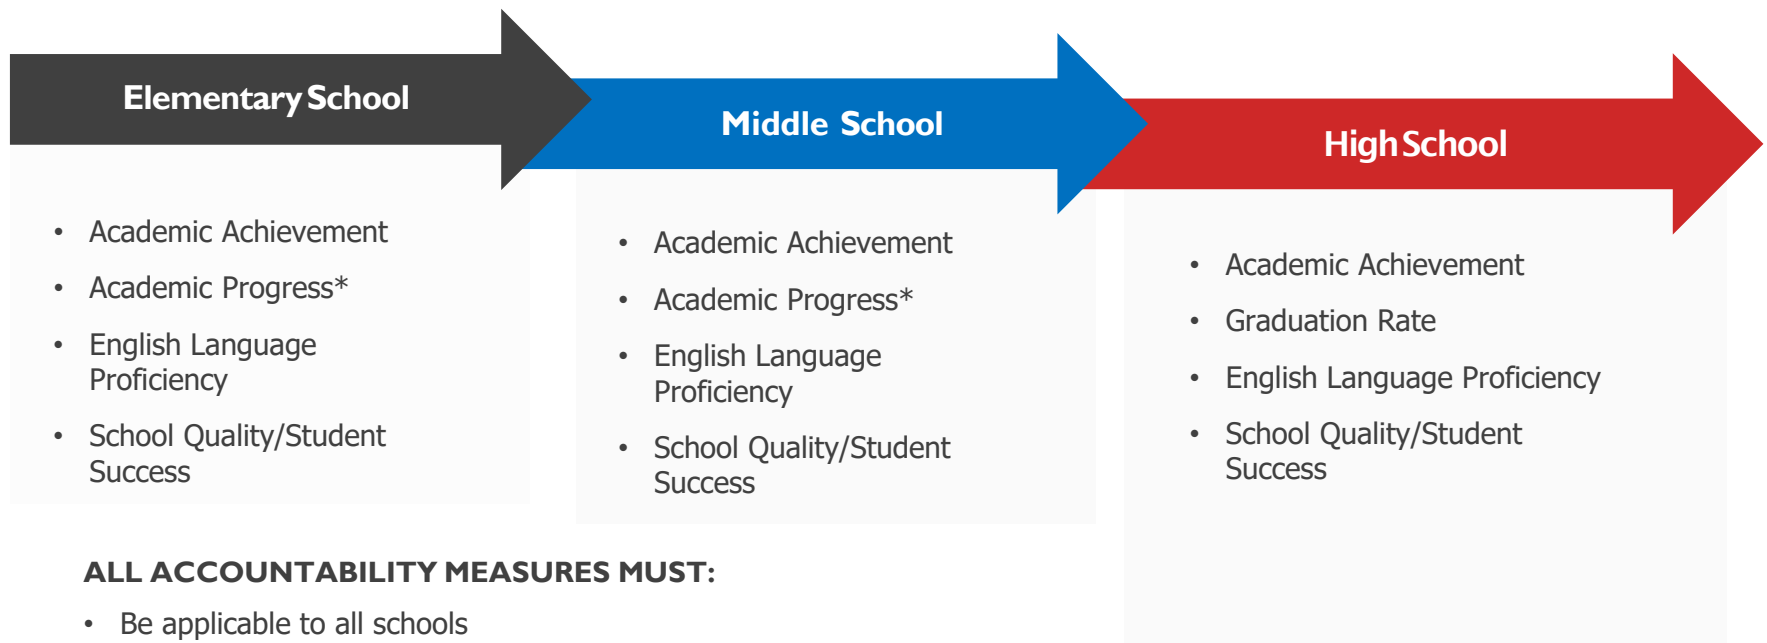 Elementary School
• Academic Achievement
• Academic Progress*
• English Language
Proficiency
• School Quality/Student
Success
Middle School
• Academic Achievement
• Academic Progress*
• English Language
Proficiency
• School Quality/Student
Success
High School
• Academic Achievement
• Graduation Rate
• English Language Proficiency
• School Quality/Student
Success
ALL ACCOUNTABILITY MEASURES MUST:
• Be applicable to all schools